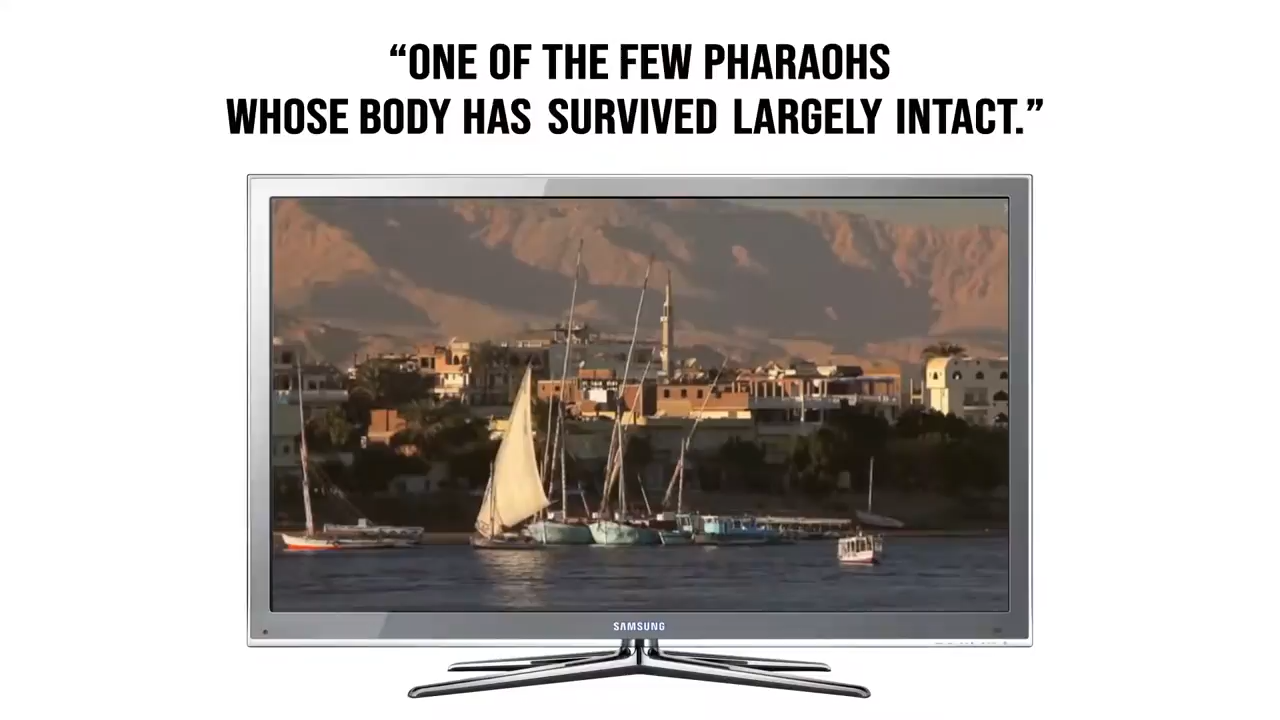 “ONE OF THE FEW PHARAOHS
WHOSE BODY HAS SURVIVED LARGELY INTACT.”
SAMSUNG